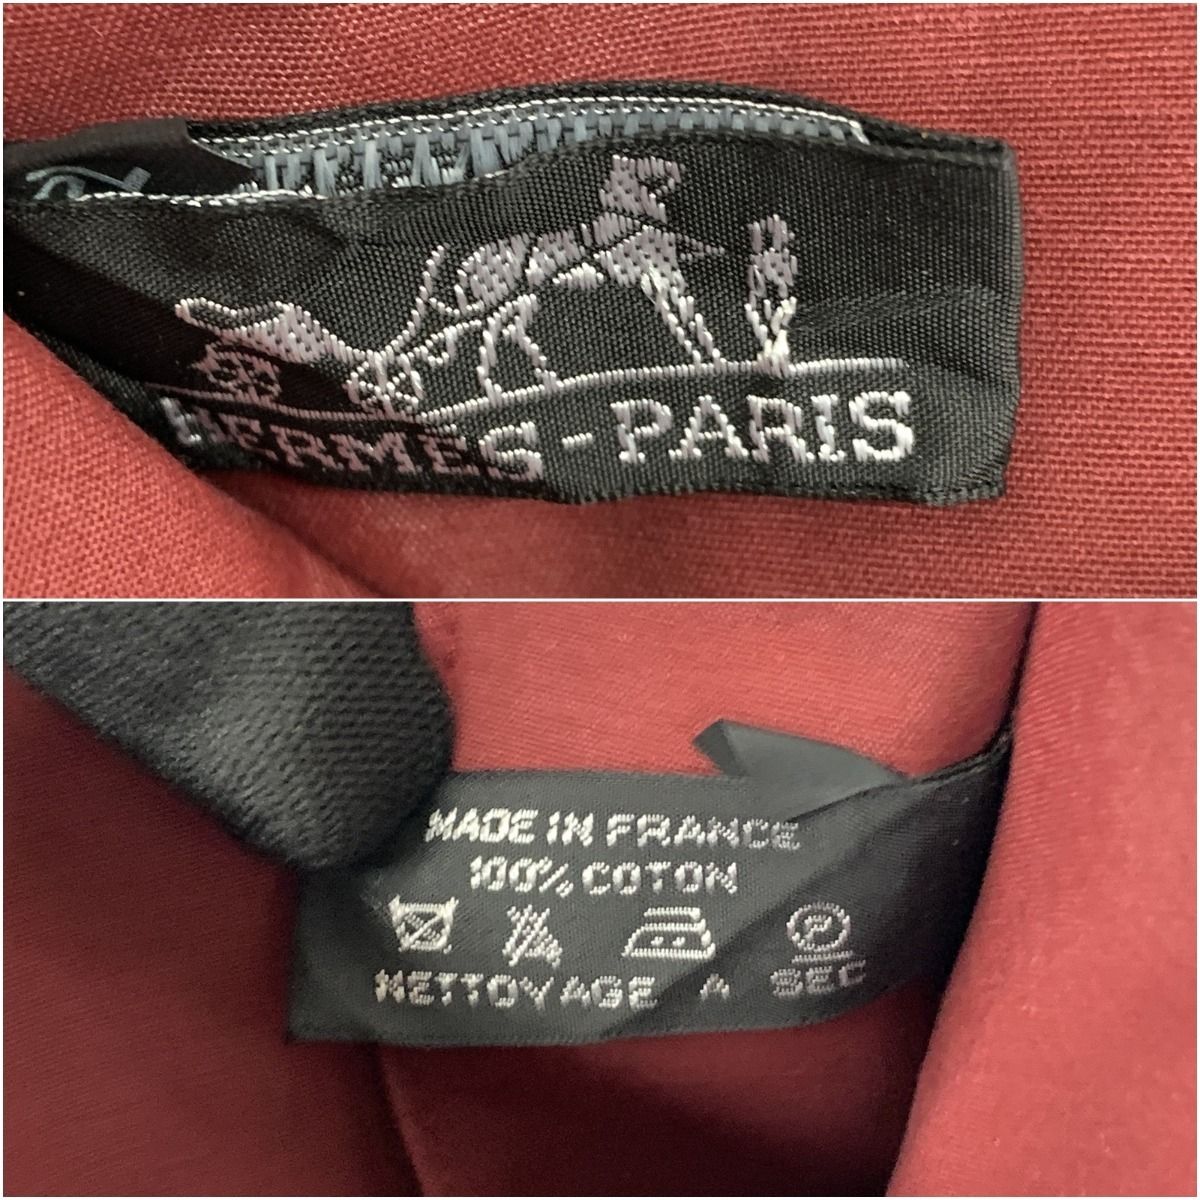 HERMES-PARIS
MADE IN FRANCE
100% COTON
P
NETTOYAGE A SEC